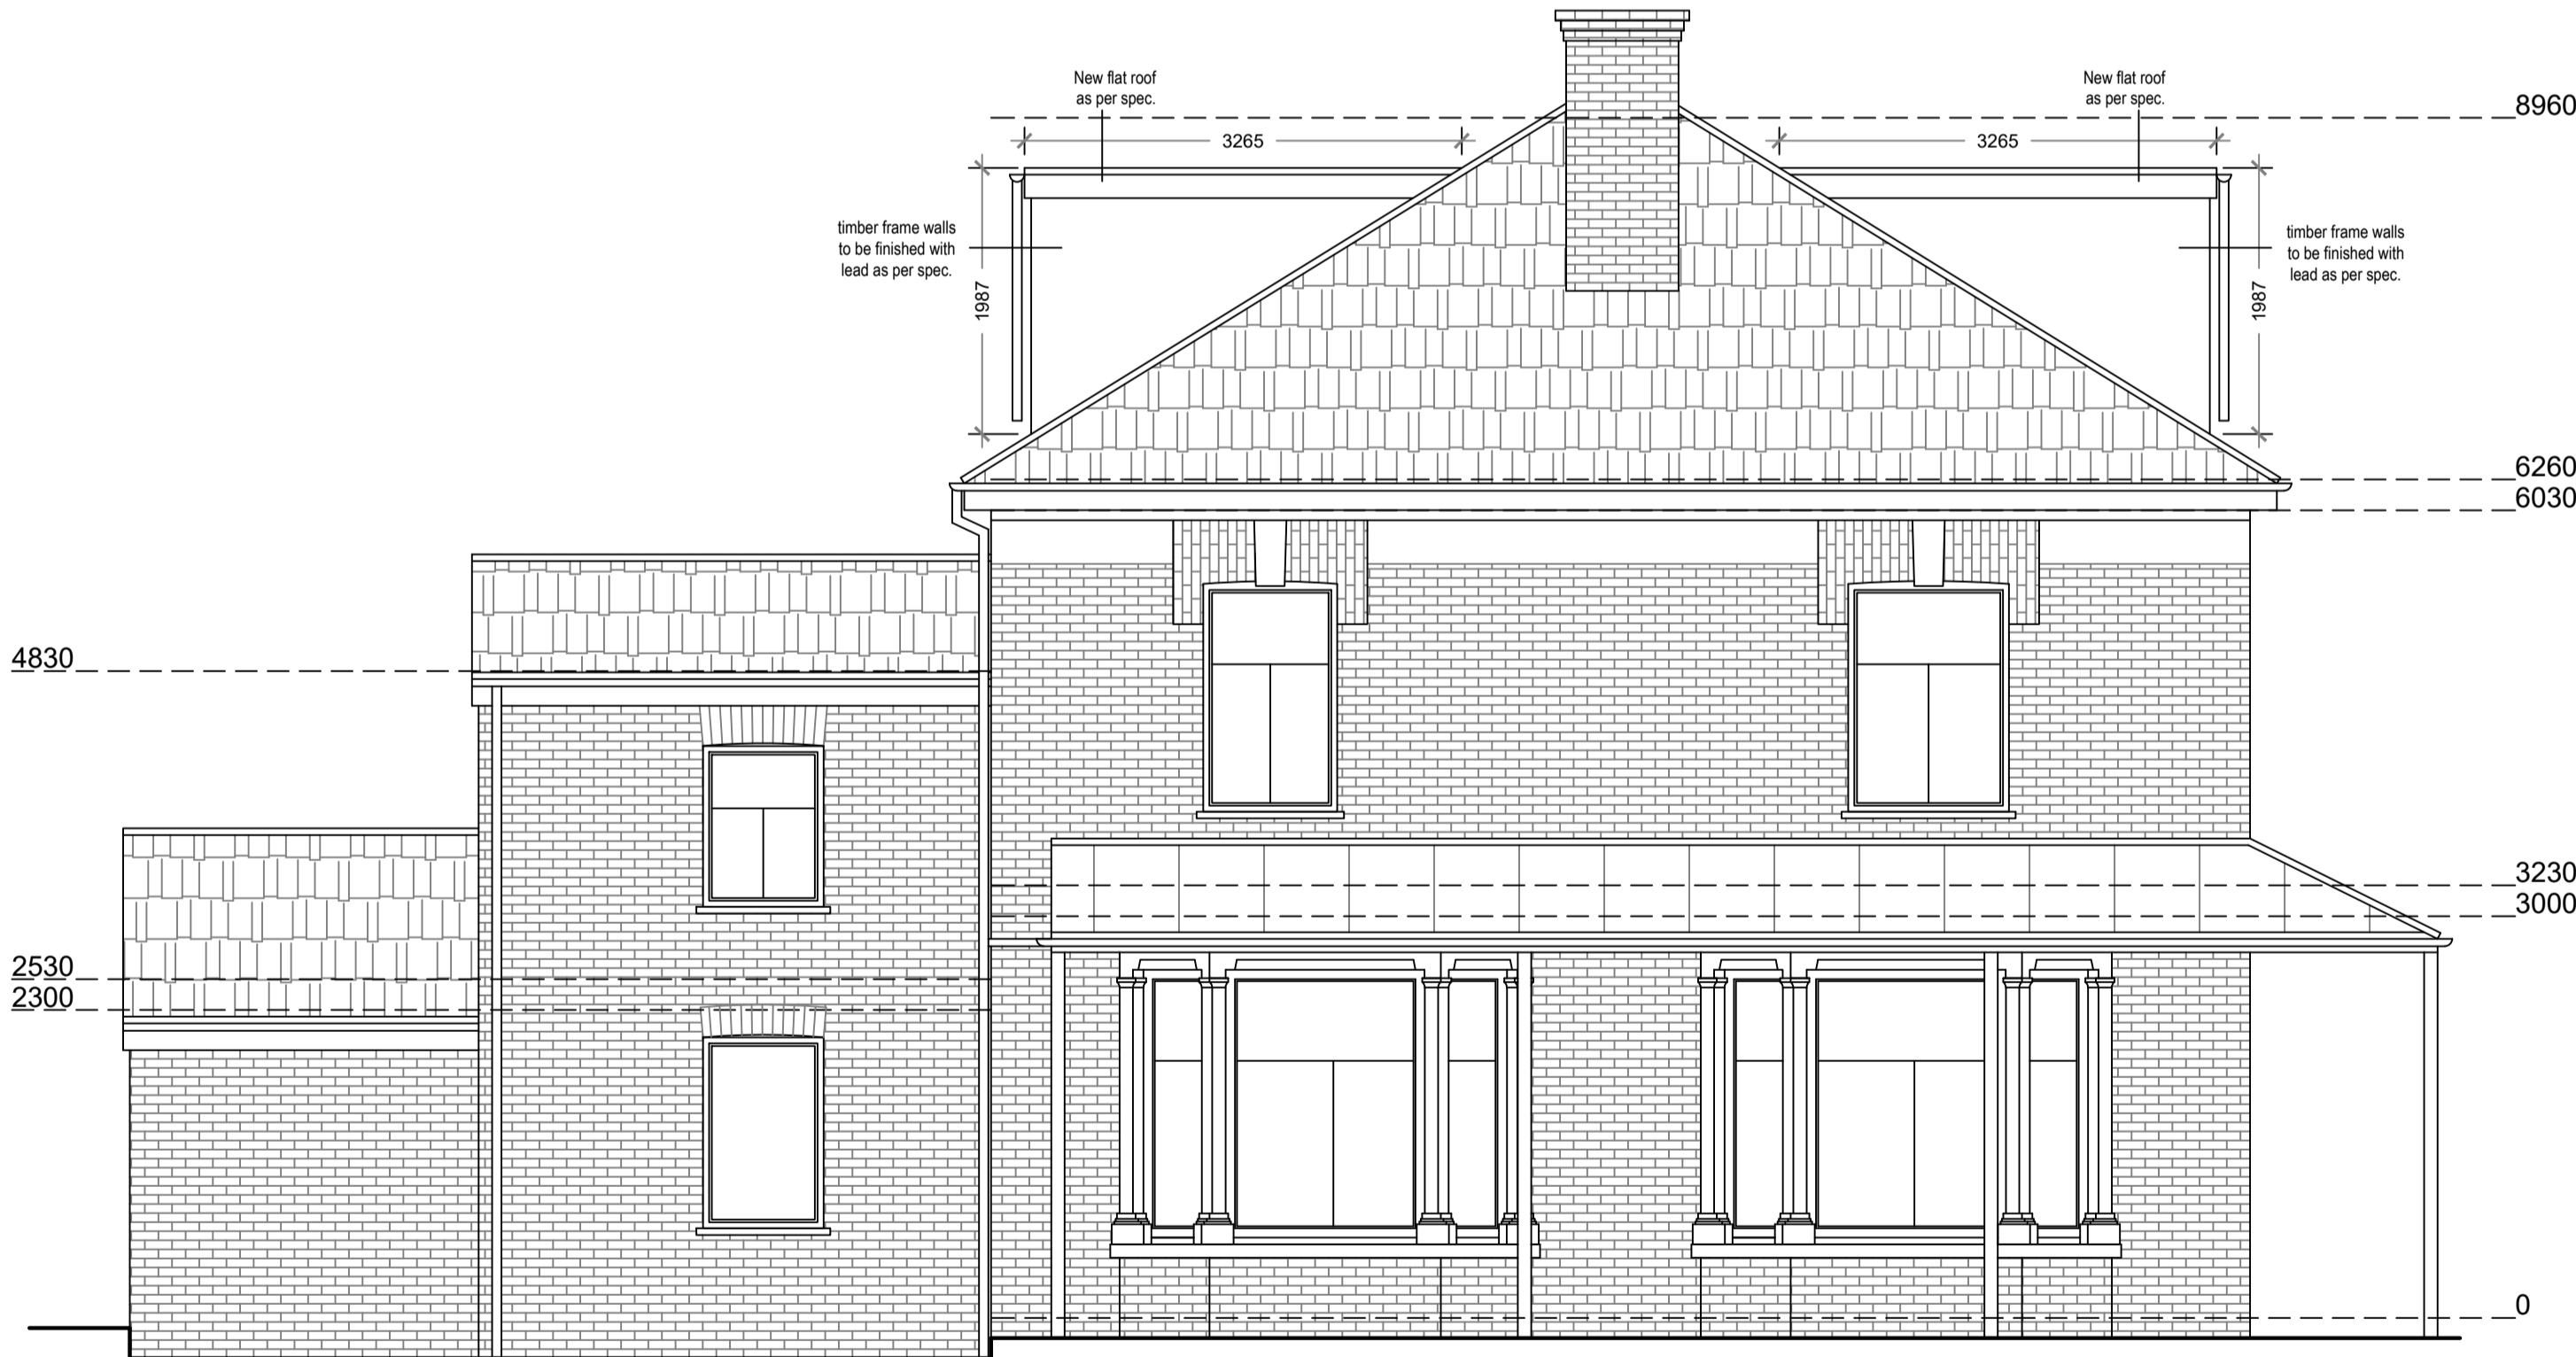 New flat roof
as per spec.
New flat roof
as per spec.
8960
3265
3265
timber frame walls
to be finished with
lead as per spec.
timber frame walls
to be finished with
lead as per spec.
1987
1987
6260
6030
4830
3230
3000
2530
2300
0